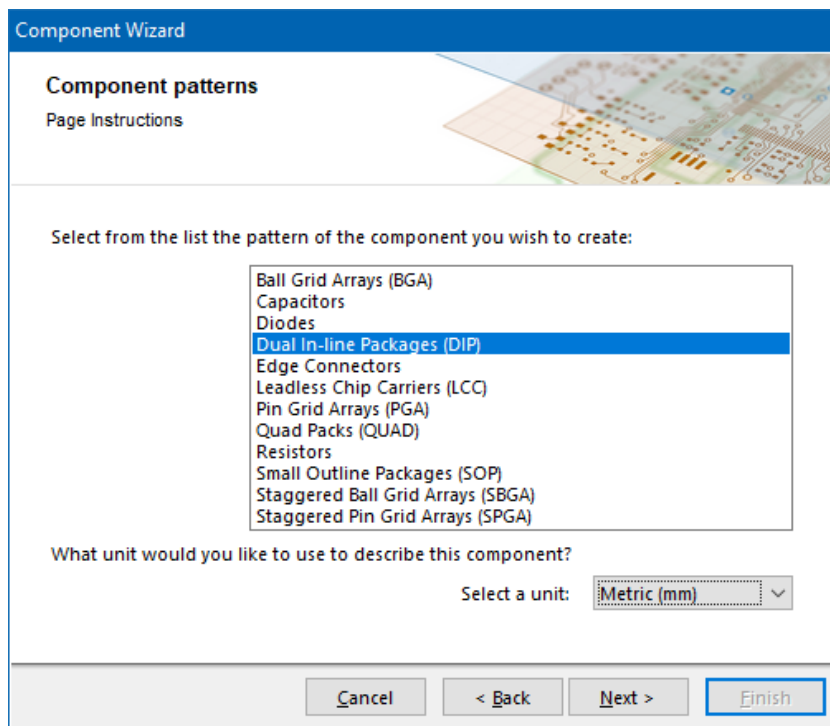 Component Wizard
Component patterns
Page Instructions
Select from the list the pattern of the component you wish to create:
Ball Grid Arrays (BGA)
Capacitors
Diodes
Dual In-line Packages (DIP)
Edge Connectors
Leadless Chip Carriers (LCC)
Pin Grid Arrays (PGA)
Quad Packs (QUAD)
Resistors
Small Outline Packages (SOP)
Staggered Ball Grid Arrays (SBGA)
Staggered Pin Grid Arrays (SPGA)
What unit would you like to use to describe this component?
Select a unit: Metric (mm)
Cancel < Back Next > Finish